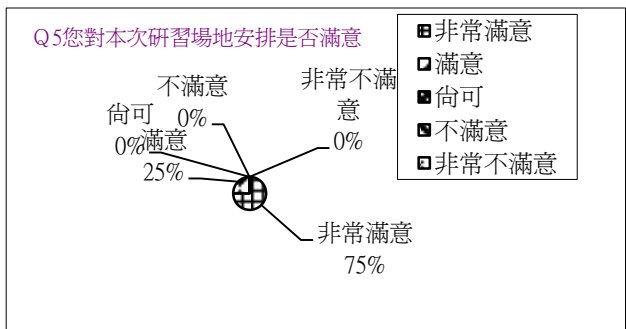 Q5您對本次研習場地安排是否滿意
不滿意
0%
非常不滿
意
0%
尙可
0%
滿意
25%
非常滿意
75%
非常滿意
滿意
尙可
不滿意
非常不滿意